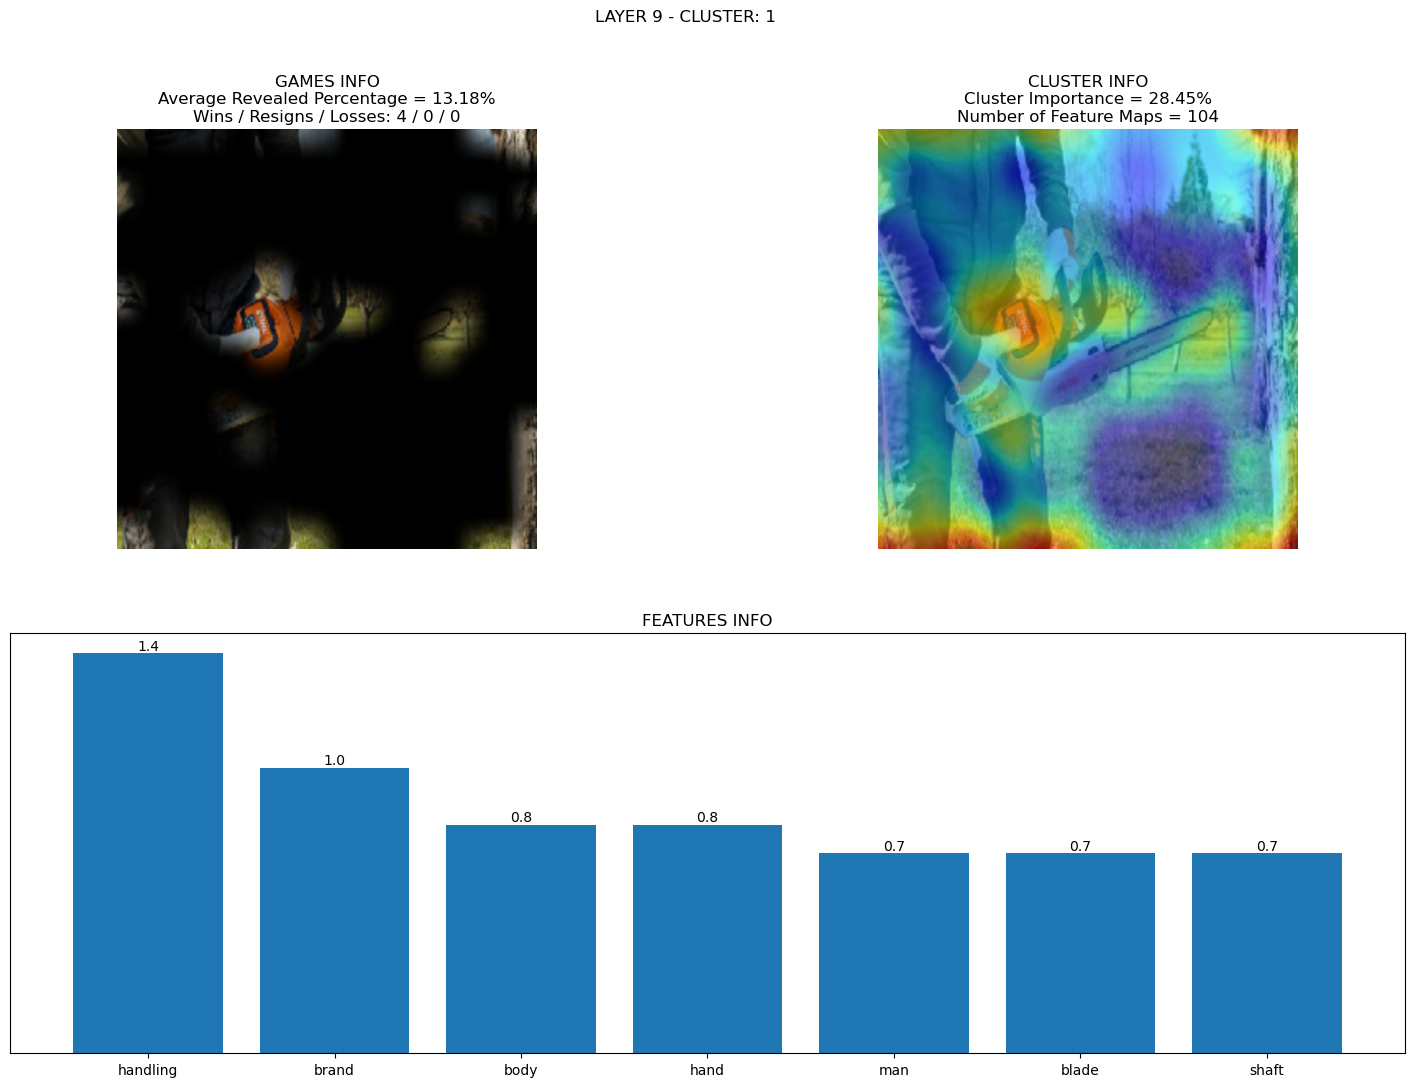 LAYER 9 - CLUSTER: 1
GAMES INFO
Average Revealed Percentage = 13.18%
Wins / Resigns / Losses: 4 / 0 / 0
CLUSTER INFO
Cluster Importance = 28.45%
Number of Feature Maps = 104
FEATURES INFO
1.4
1.0
0.8
0.8
0.7
0.7
0.7
handling
brand
body
hand
man
blade
shaft